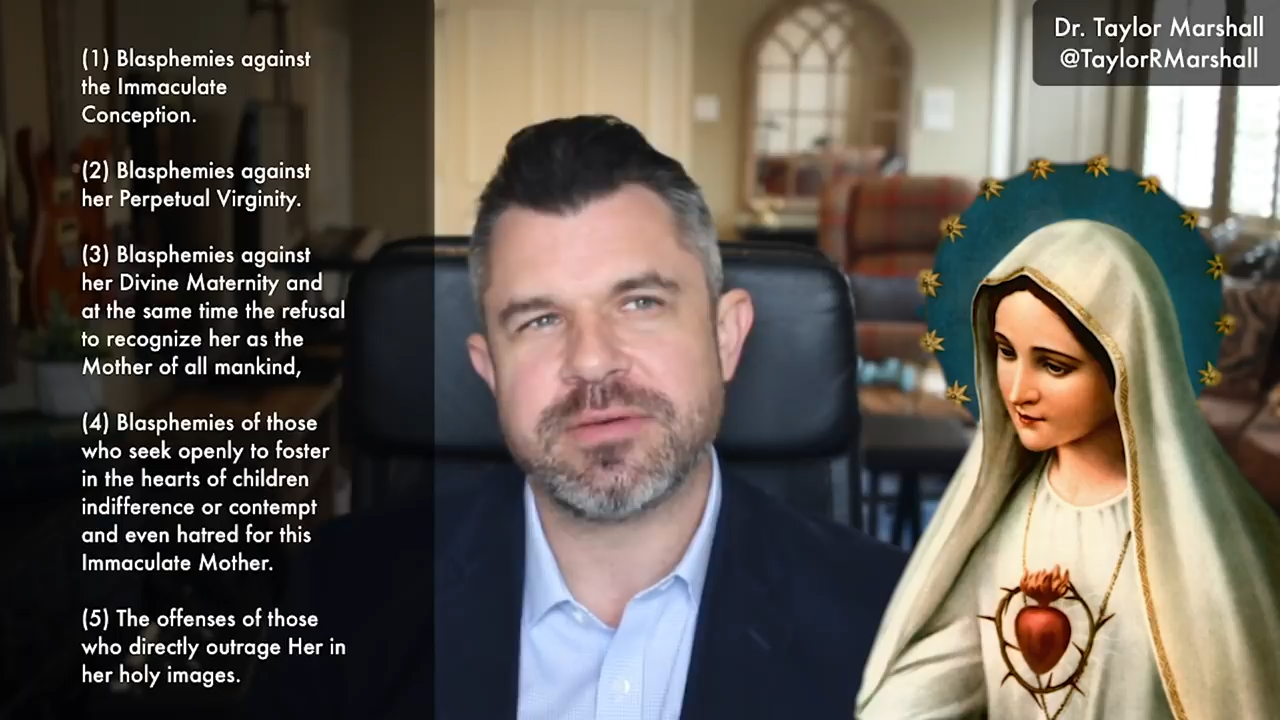 Dr. Taylor Marshall
@TaylorRMarshall
(1) Blasphemies against
the Immaculate
Conception.
(2) Blasphemies against
her Perpetual Virginity.
(3) Blasphemies against
her Divine Maternity and
at the same time the refusal
to recognize her as the
Mother of all mankind,
(4) Blasphemies of those
who seek openly to foster
in the hearts of children
indifference or contempt
and even hatred for this
Immaculate Mother.
(5) The offenses of those
who directly outrage Her in
her holy images.